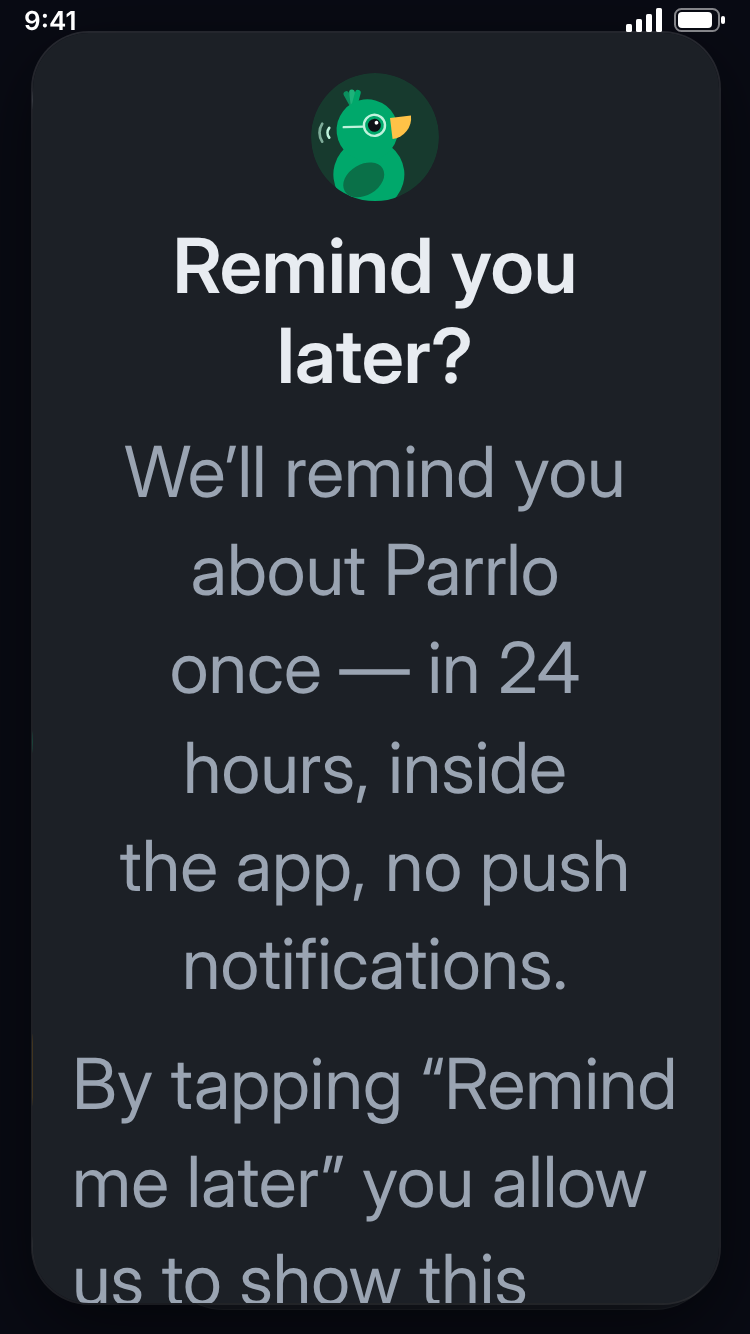 9:41
Remind you
later?
We’ll remind you
about Parrlo
once — in 24
hours, inside
the app, no push
notifications.
By tapping “Remind
me later” you allow
us to show this